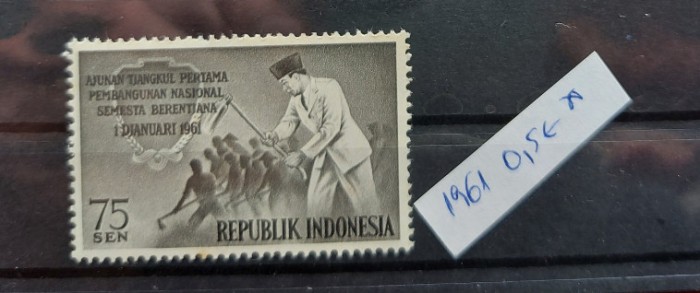 AJUNAN TJANGKUL PERTAMA
PEMBANGUNAN NASIONAL
SEMESTA BERENTJANA
1 DJANUARI 1961
75
SEN
REPUBLIK INDONESIA
1961 0,5€ *